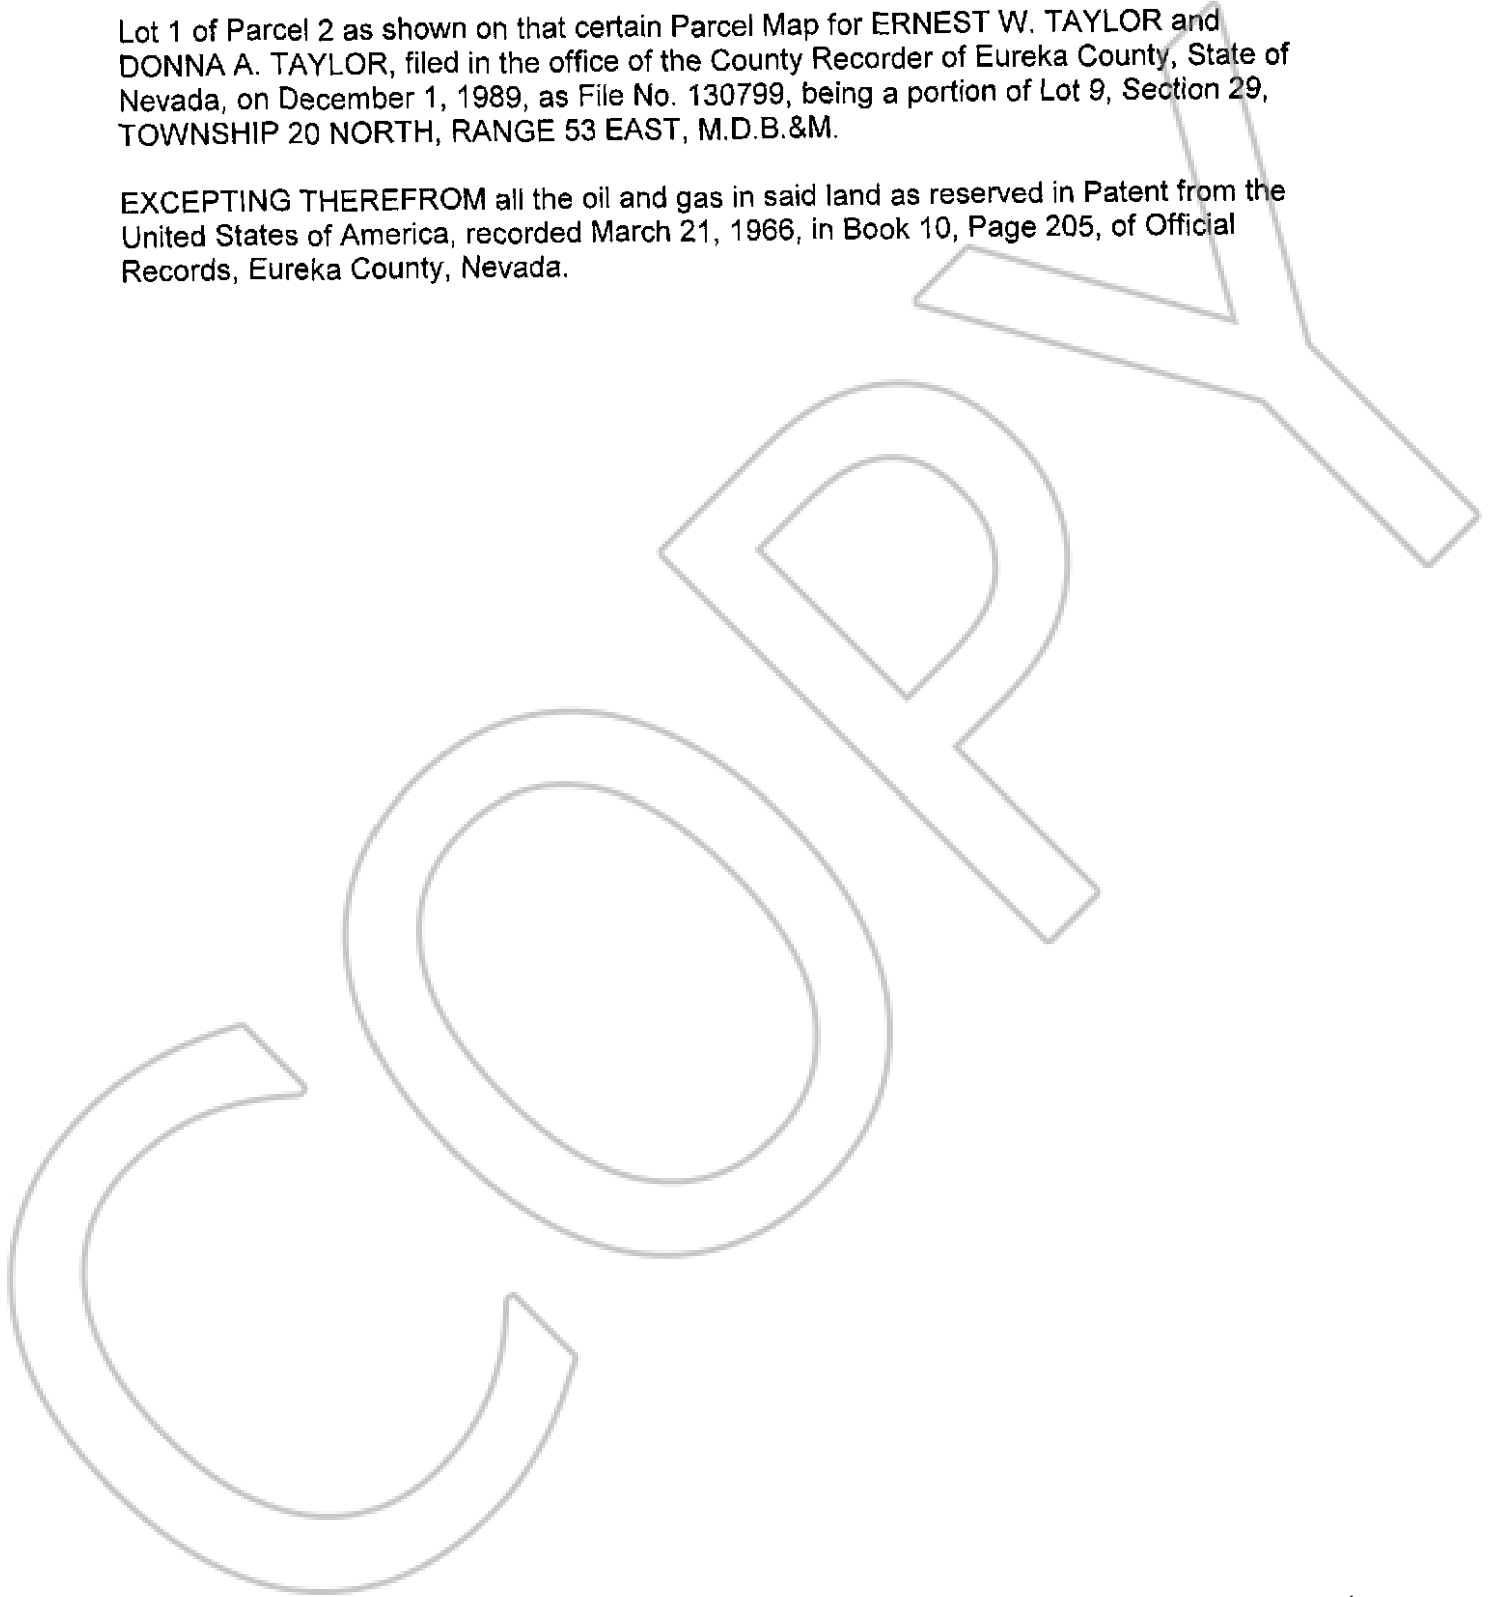 Lot 1 of Parcel 2 as shown on that certain Parcel Map for ERNEST W. TAYLOR and
DONNA A. TAYLOR, filed in the office of the County Recorder of Eureka County, State of
Nevada, on December 1, 1989, as File No. 130799, being a portion of Lot 9, Section 29,
TOWNSHIP 20 NORTH, RANGE 53 EAST, M.D.B.&M.
EXCEPTING THEREFROM all the oil and gas in said land as reserved in Patent from the
United States of America, recorded March 21, 1966, in Book 10, Page 205, of Official
Records, Eureka County, Nevada.
COPY